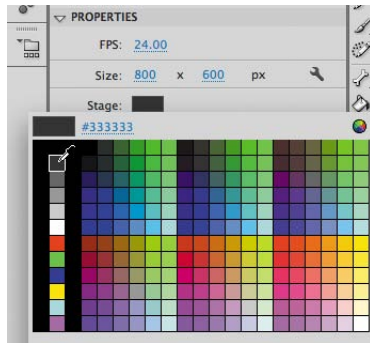 PROPERTIES
FPS: 24.00
Size: 800 x 600 px
Stage:
#333333